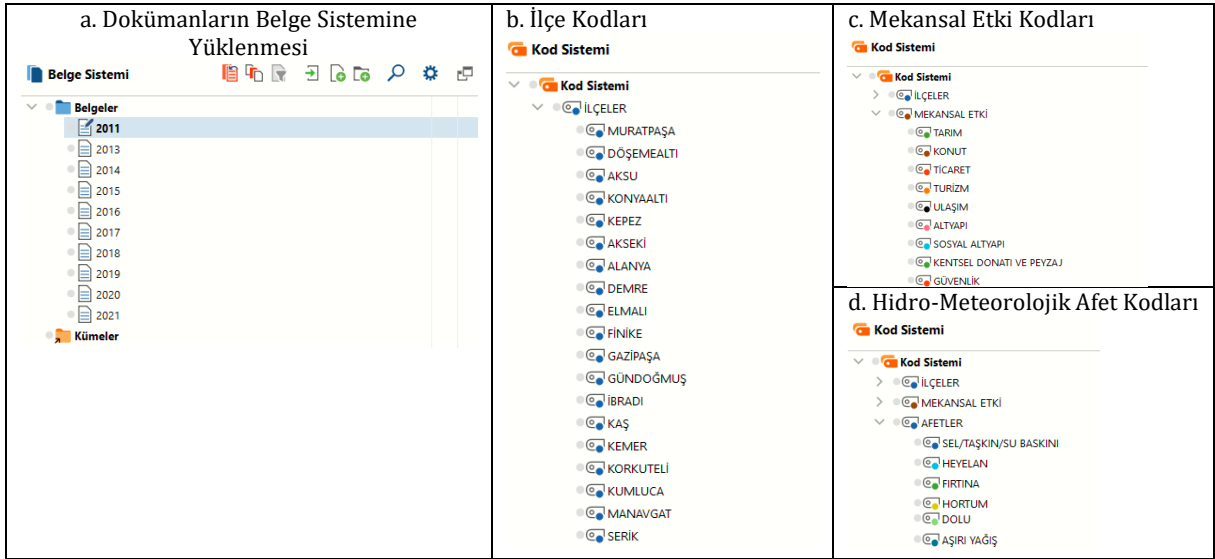 a. Dokümanların Belge Sistemine
Yüklenmesi
Belge Sistemi
Belgeler
2011
2013
2014
2015
2016
2017
2018
2019
2020
2021
Kümeler
b. İlçe Kodları
Kod Sistemi
Kod Sistemi
İLÇELER
MURATPAŞA
DÖŞEMEALTI
AKSU
KONYAALTI
KEPEZ
AKSEKİ
ALANYA
DEMRE
ELMALI
FİNİKE
GAZİPAŞA
GÜNDOĞMUŞ
İBRADI
KAŞ
KEMER
KORKUTELİ
KUMLUCA
MANAVGAT
SERİK
c. Mekansal Etki Kodları
Kod Sistemi
Kod Sistemi
İLÇELER
MEKANSAL ETKİ
TARIM
KONUT
TİCARET
TURİZM
ULAŞIM
ALTYAPI
SOSYAL ALTYAPI
KENTSEL DONATI VE PEYZAJ
GÜVENLİK
d. Hidro-Meteorolojik Afet Kodları
Kod Sistemi
Kod Sistemi
İLÇELER
MEKANSAL ETKİ
AFETLER
SEL/TAŞKIN/SU BASKINI
HEYELAN
FIRTINA
HORTUM
DOLU
AŞIRI YAĞIŞ